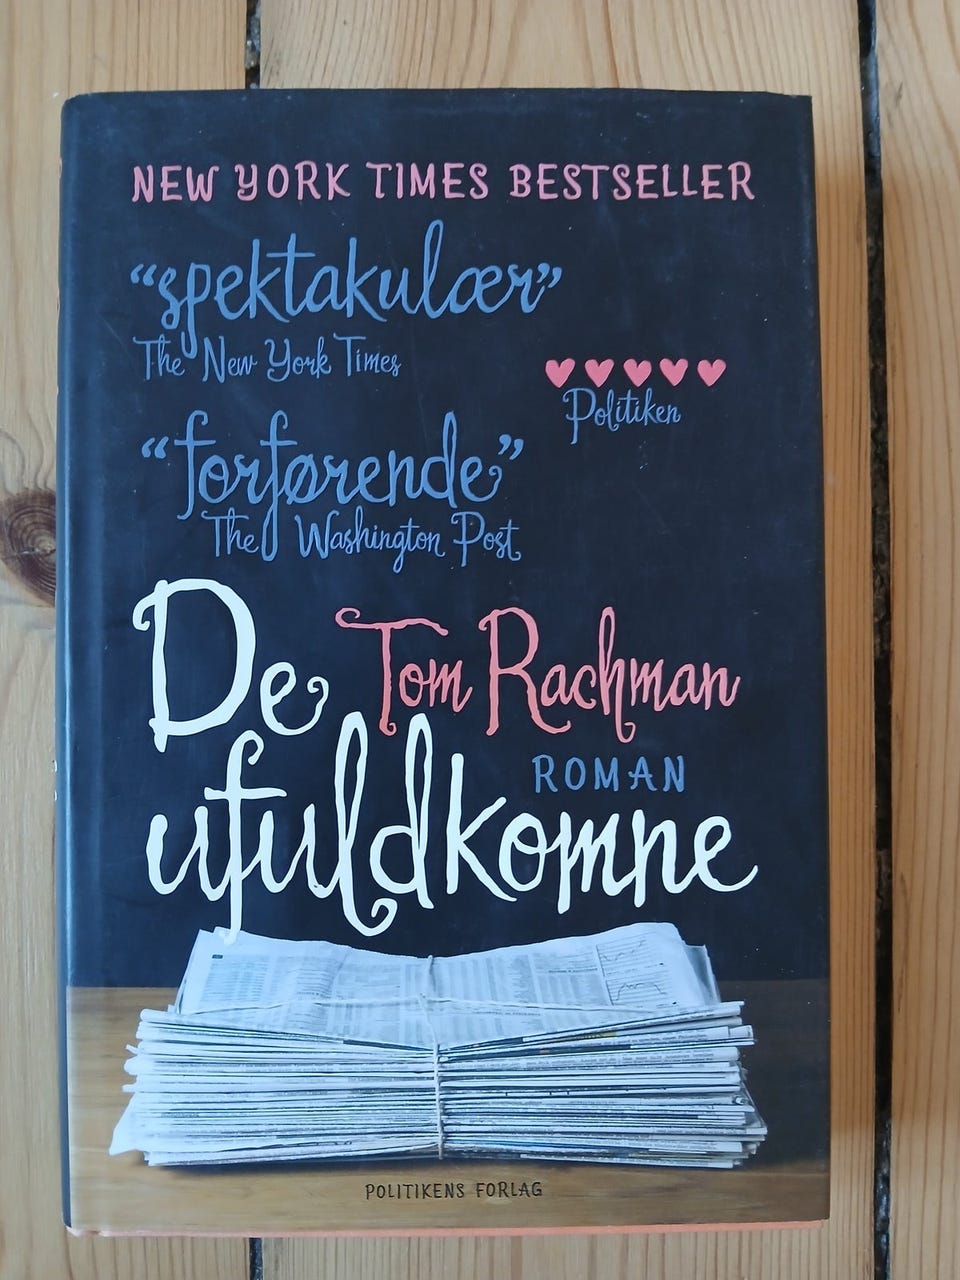 NEW YORK TIMES BESTSELLER
"spektakulær"
The New York Times
Politiken
"forførende"
The Washington Post
De
Tom Rachman
ROMAN
ufuldkomne
POLITIKENS FORLAG